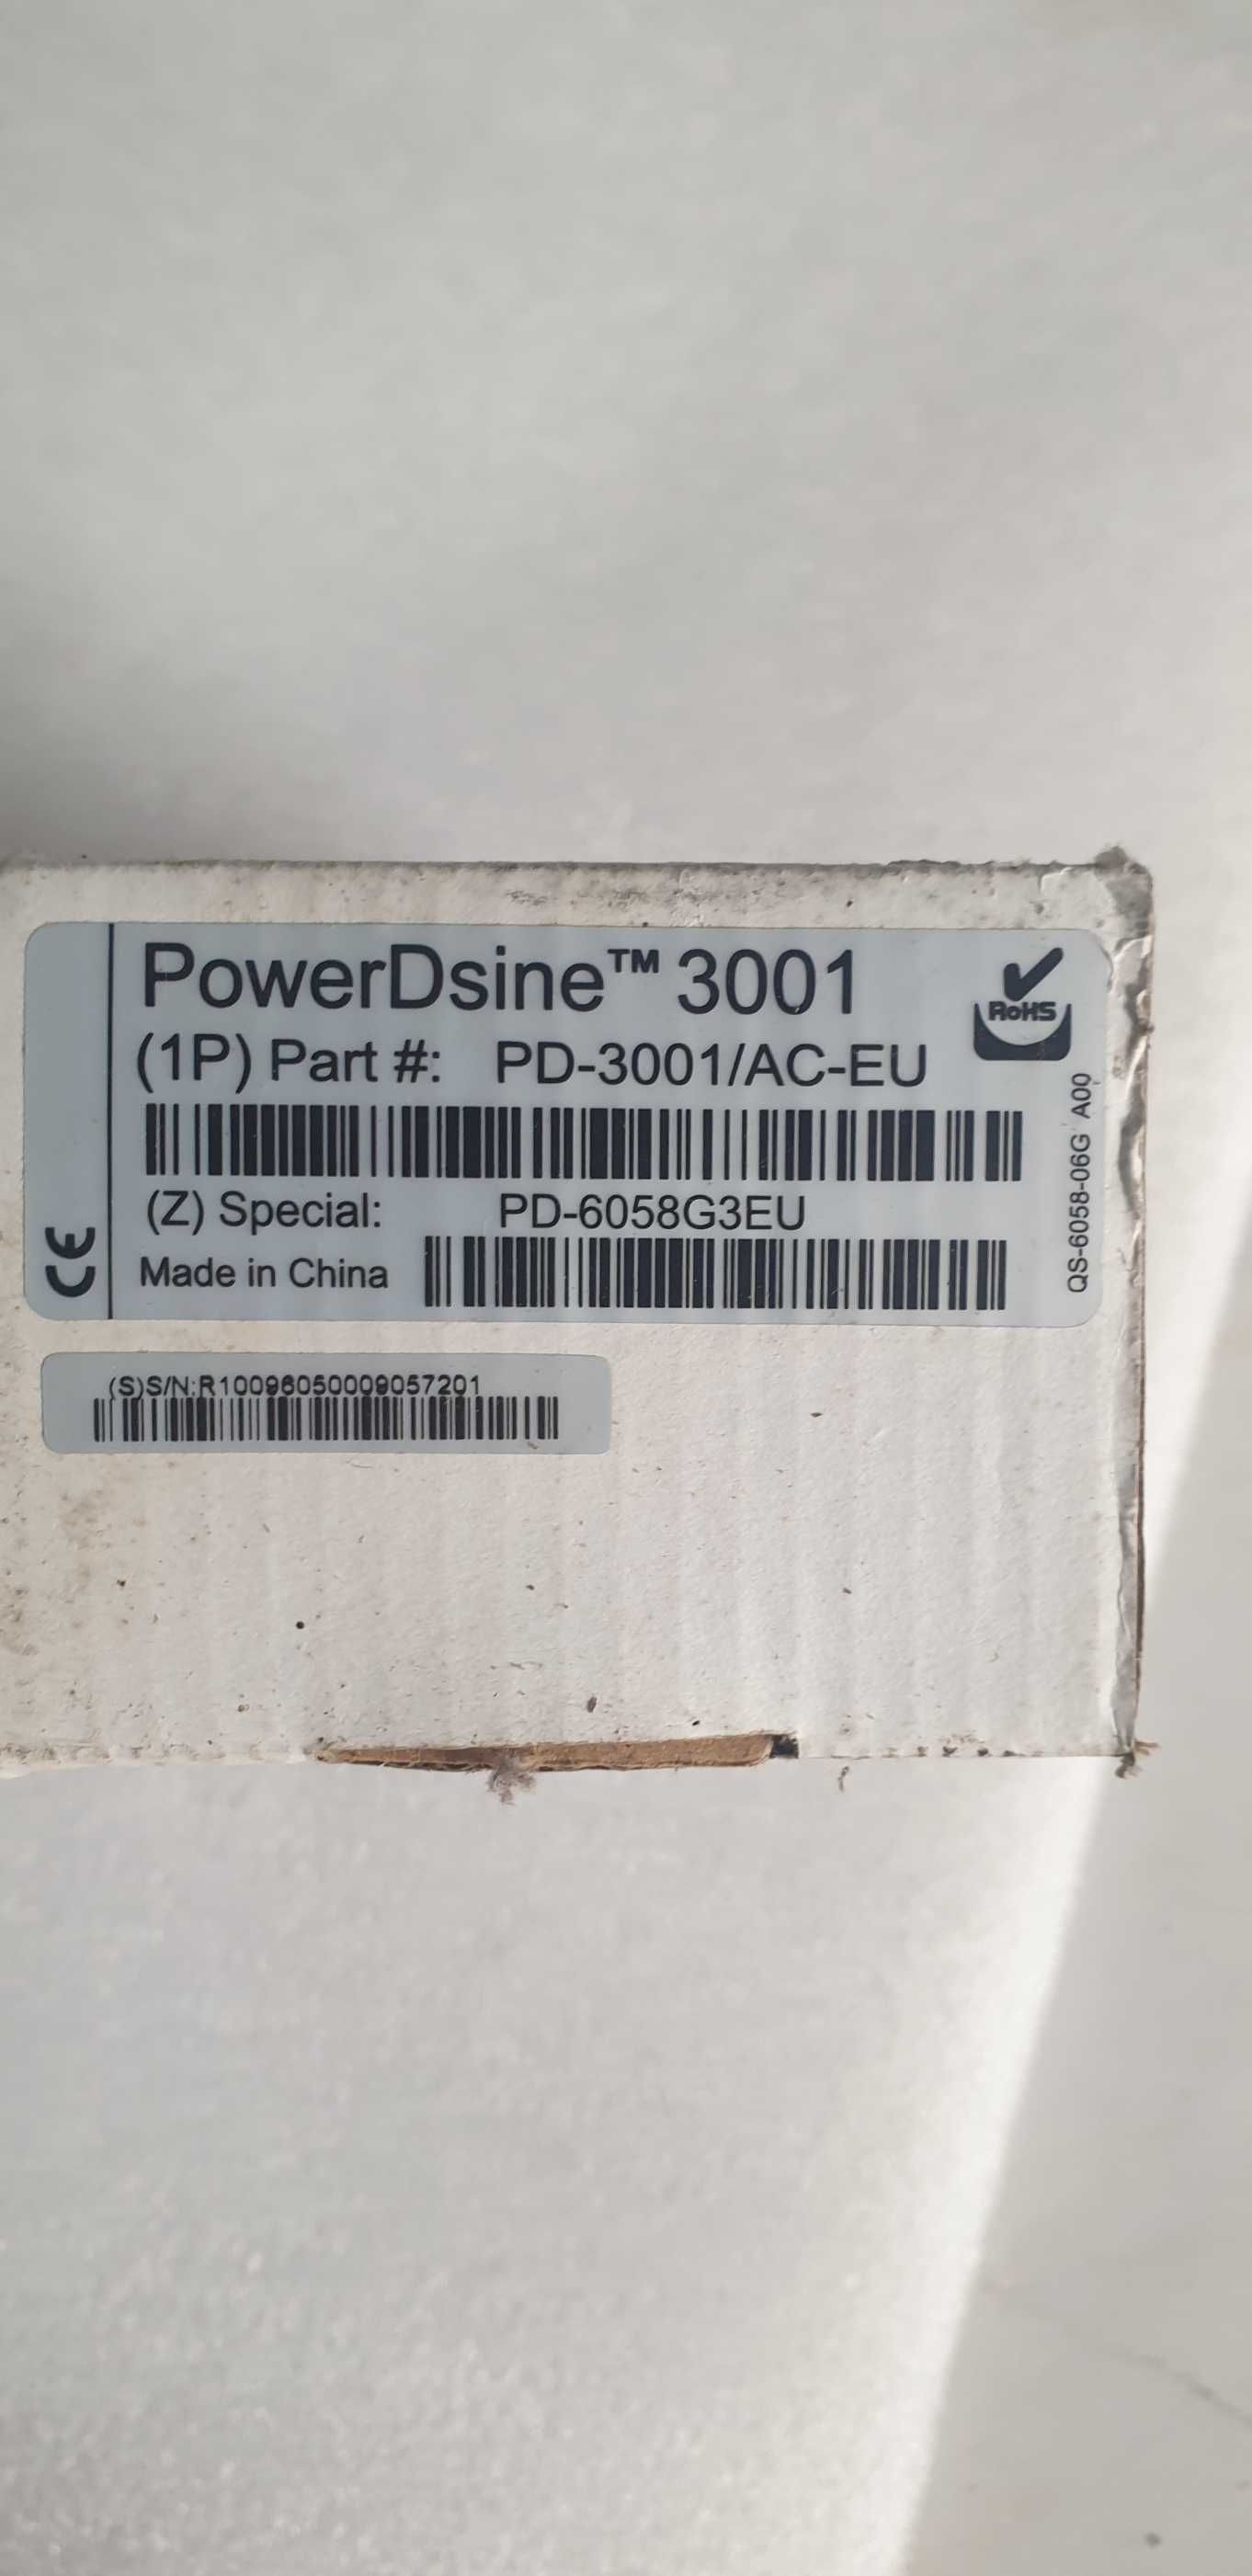 PowerDsine™ 3001
RoHS
(1P) Part #: PD-3001/AC-EU
(Z) Special: PD-6058G3EU
Made in China
CE
QS-6058-06G A00
(S)S/N:R10096050009057201